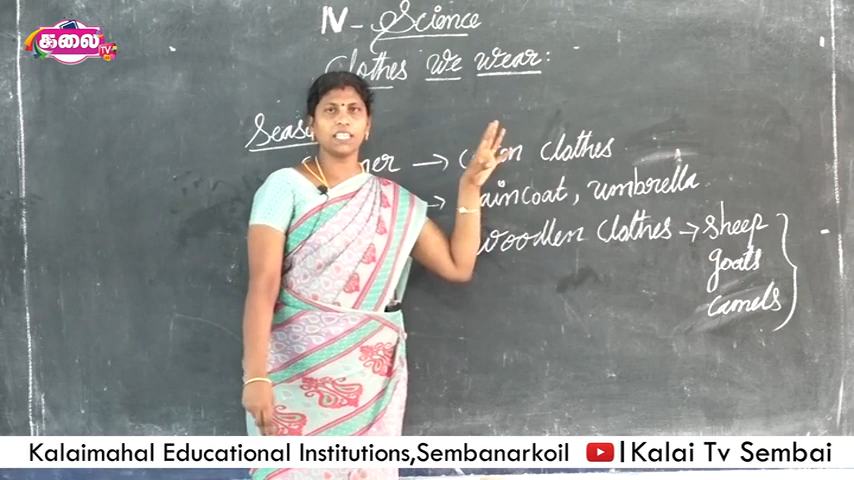 கலை
TV
IV - Science
Clothes we wear:
→ clothes
→ raincoat, umbrella
woollen clothes → sheep
goats
camels
Kalaimahal Educational Institutions,Sembanarkoil |Kalai Tv Sembai